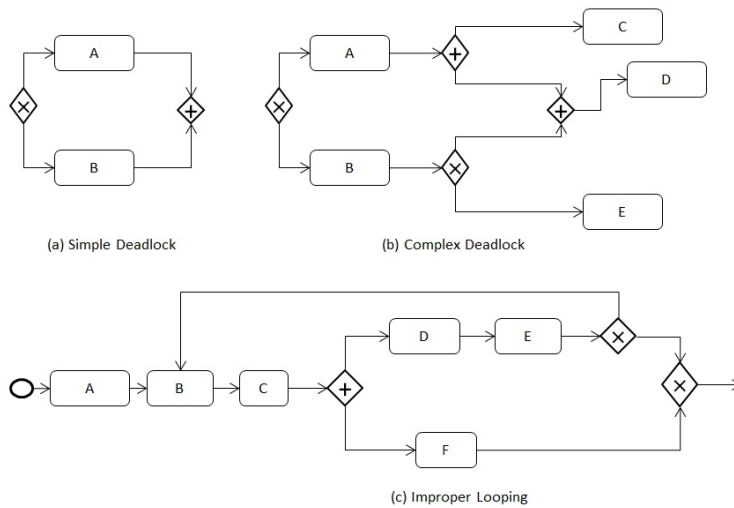 A
B
(a) Simple Deadlock
A
B
C
D
E
(b) Complex Deadlock
A
B
C
D
E
F
(c) Improper Looping